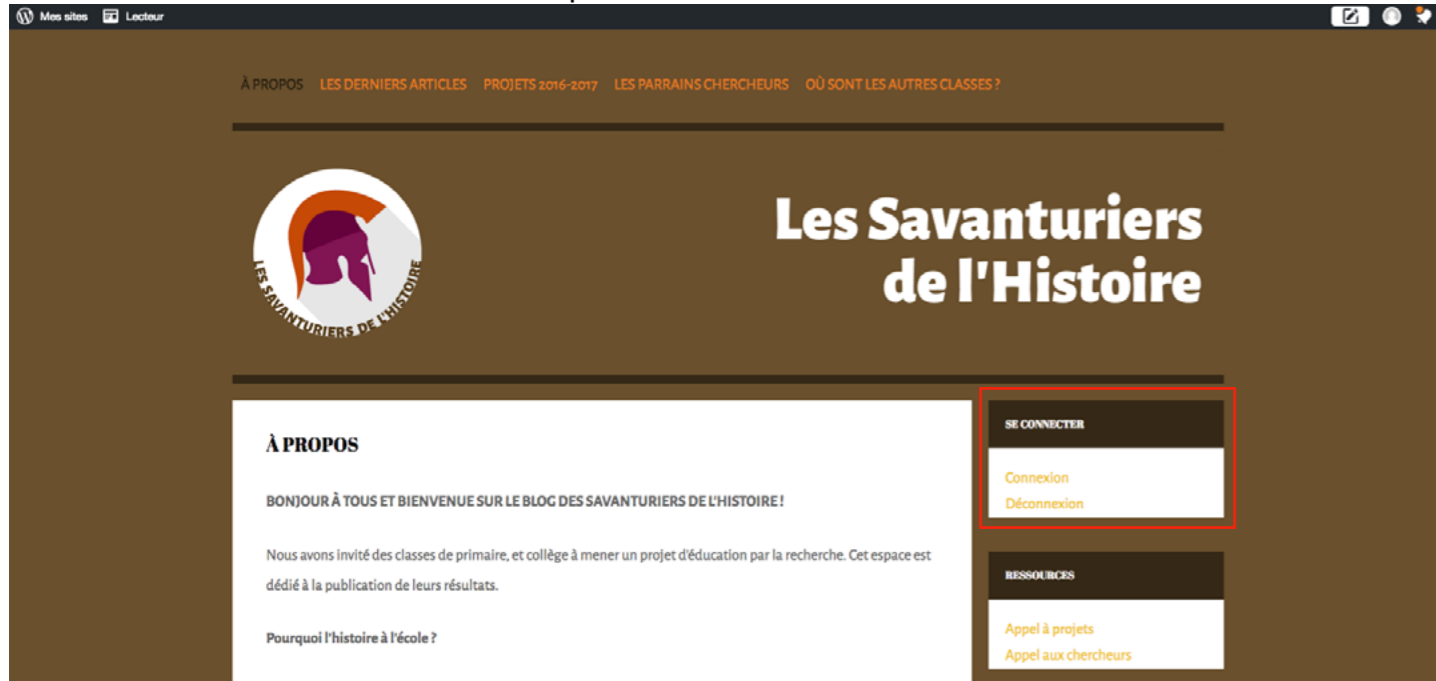 Mes sites Lecteur
À PROPOS LES DERNIERS ARTICLES PROJETS 2016-2017 LES PARRAINS CHERCHEURS OÙ SONT LES AUTRES CLASSES ?
LES SAVANTURIERS DE L'HISTOIRE
Les Savanturiers
de l'Histoire
À PROPOS
BONJOUR À TOUS ET BIENVENUE SUR LE BLOG DES SAVANTURIERS DE L'HISTOIRE !
Nous avons invité des classes de primaire, et collège à mener un projet d'éducation par la recherche. Cet espace est
dédié à la publication de leurs résultats.
Pourquoi l'histoire à l'école ?
SE CONNECTER
Connexion
Déconnexion
RESSOURCES
Appel à projets
Appel aux chercheurs